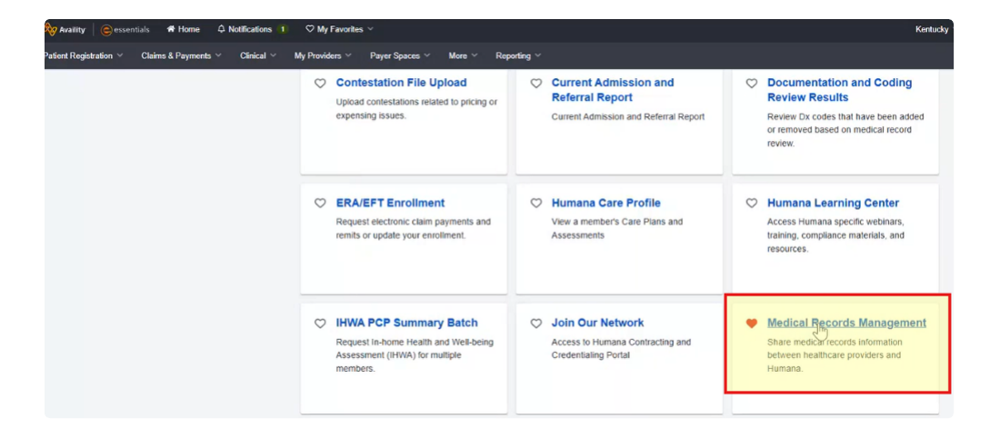 Availity essentials Home Notifications 1 My Favorites Kentucky
Patient Registration Claims & Payments Clinical My Providers Payer Spaces More Reporting
Contestation File Upload
Upload contestations related to pricing or
expensing issues.
Current Admission and
Referral Report
Current Admission and Referral Report
Documentation and Coding
Review Results
Review Dx codes that have been added
or removed based on medical record
review.
ERA/EFT Enrollment
Request electronic claim payments and
remits or update your enrollment.
Humana Care Profile
View a member's Care Plans and
Assessments
Humana Learning Center
Access Humana specific webinars,
training, compliance materials, and
resources.
IHWA PCP Summary Batch
Request In-home Health and Well-being
Assessment (IHWA) for multiple
members.
Join Our Network
Access to Humana Contracting and
Credentialing Portal
Medical Records Management
Share medical records information
between healthcare providers and
Humana.